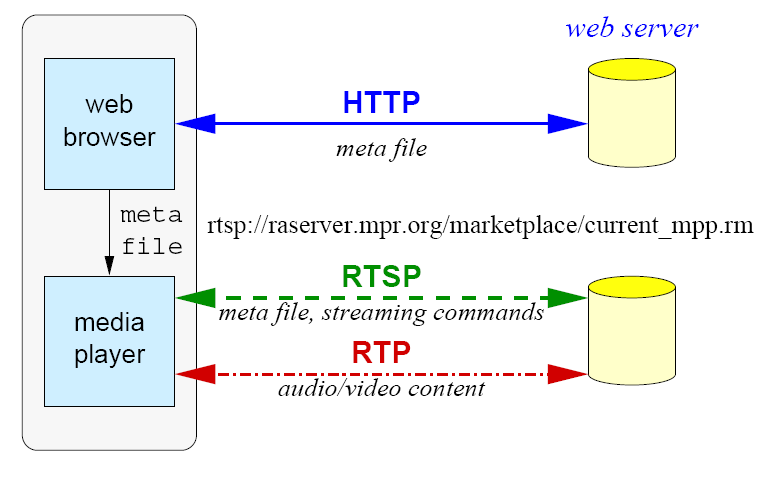 web server
web
browser
HTTP
meta file
meta
file
rtsp://raserver.mpr.org/marketplace/current_mpp.rm
media
player
RTSP
meta file, streaming commands
RTP
audio/video content